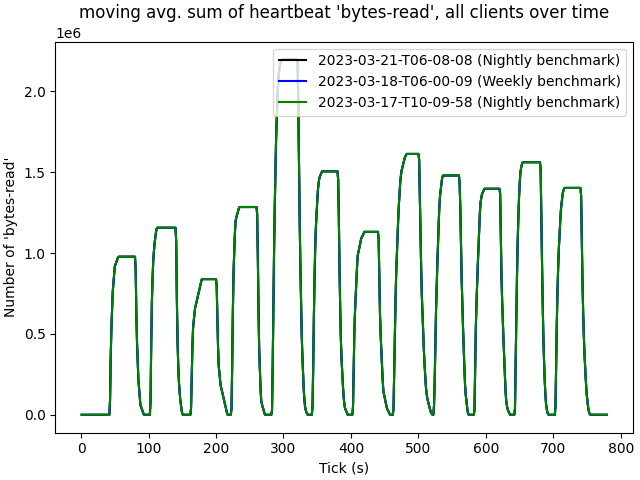 moving avg. sum of heartbeat 'bytes-read', all clients over time
1e6
2023-03-21-T06-08-08 (Nightly benchmark)
2023-03-18-T06-00-09 (Weekly benchmark)
2023-03-17-T10-09-58 (Nightly benchmark)
2.0
1.5
1.0
0.5
0.0
Number of 'bytes-read'
0 100 200 300 400 500 600 700 800
Tick (s)